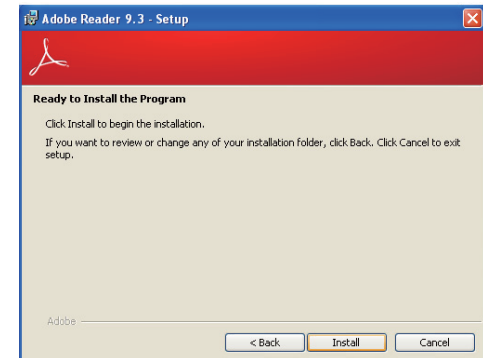 Adobe Reader 9.3 - Setup
Ready to Install the Program
Click Install to begin the installation.
If you want to review or change any of your installation folder, click Back. Click Cancel to exit
setup.
Adobe
< Back Install Cancel